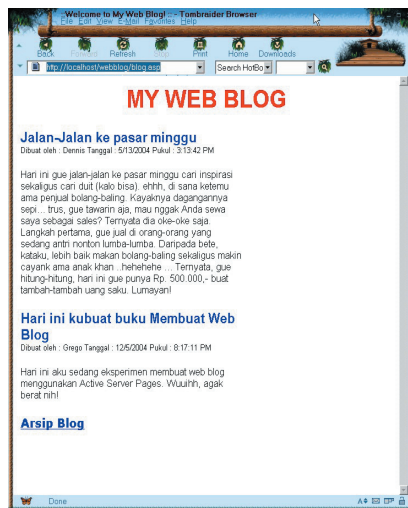 Welcome to My Web Blog! :: - Tombraider Browser
File Edit View E-Mail Favorites Help
Back Forward Refresh Stop Print Home Downloads
http://localhost/webblog/blog.asp Search HotBo
MY WEB BLOG
Jalan-Jalan ke pasar minggu
Dibuat oleh : Dennis Tanggal : 5/13/2004 Pukul : 3:13:42 PM
Hari ini gue jalan-jalan ke pasar minggu cari inspirasi
sekaligus cari duit (kalo bisa). ehhh, di sana ketemu
ama penjual bolang-baling. Kayaknya dagangannya
sepi... trus, gue tawarin aja, mau nggak Anda sewa
saya sebagai sales? Ternyata dia oke-oke saja.
Langkah pertama, gue jual di orang-orang yang
sedang antri nonton lumba-lumba. Daripada bete,
kataku, lebih baik makan bolang-baling sekaligus makin
cayank ama anak khan ..hehehehe ... Ternyata, gue
hitung-hitung, hari ini gue punya Rp. 500.000,- buat
tambah-tambah uang saku. Lumayan!
Hari ini kubuat buku Membuat Web
Blog
Dibuat oleh : Grego Tanggal : 12/5/2004 Pukul : 8:17:11 PM
Hari ini aku sedang eksperimen membuat web blog
menggunakan Active Server Pages. Wuuihh, agak
berat nih!
Arsip Blog
Done